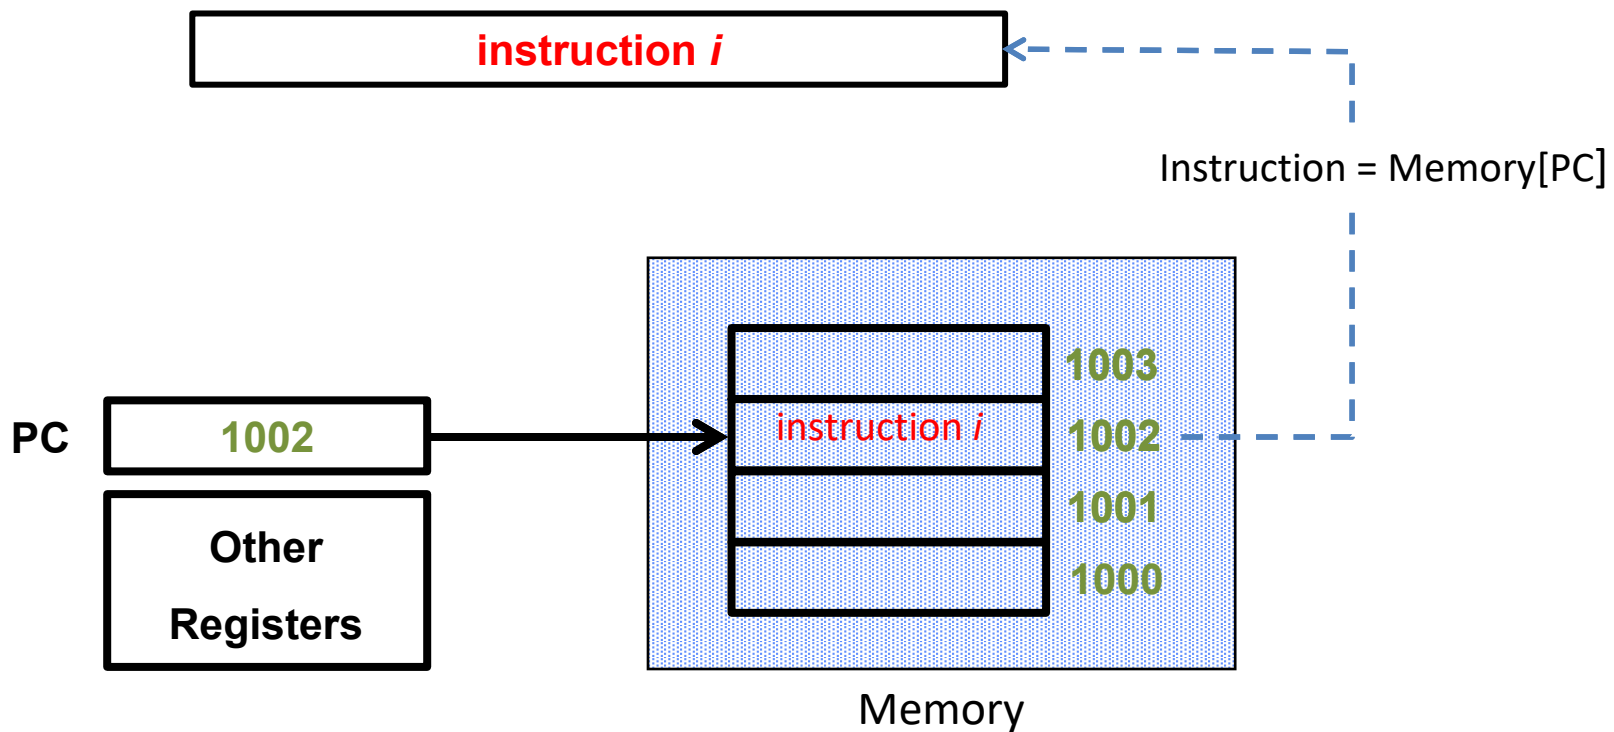 instruction i
Instruction = Memory[PC]
1003
PC
1002
instruction i
1002
1001
Other
Registers
1000
Memory